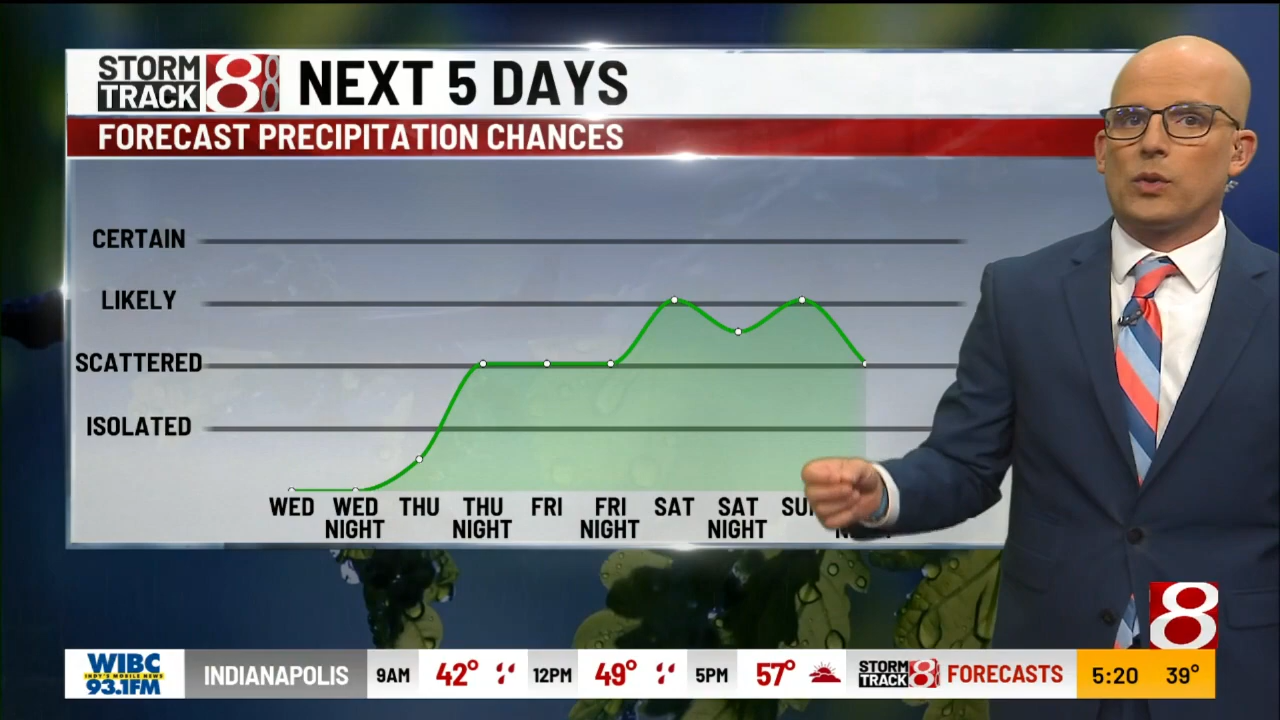 STORM TRACK 8 8 NEXT 5 DAYS
FORECAST PRECIPITATION CHANCES
CERTAIN
LIKELY
SCATTERED
ISOLATED
WED WED NIGHT THU THU NIGHT FRI FRI NIGHT SAT SAT NIGHT
8
WIBC INDY'S MOBILE NEWS 93.1FM INDIANAPOLIS 9AM 42° 12PM 49° 5PM 57° STORM TRACK 8 FORECASTS 5:20 39°